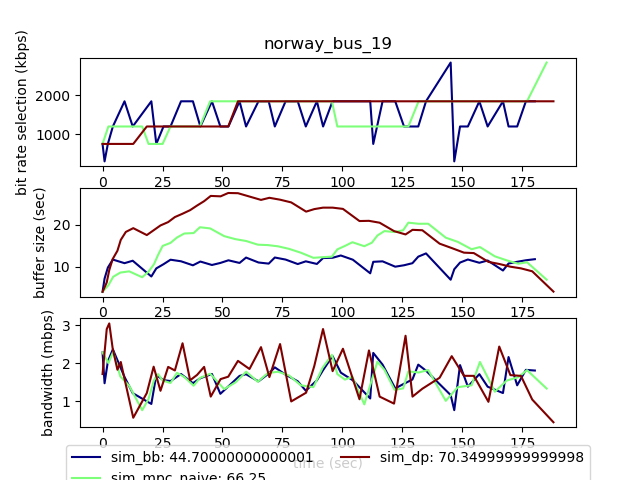 norway_bus_19
bit rate selection (kbps)
2000
1000
0 25 50 75 100 125 150 175
buffer size (sec)
20
10
0 25 50 75 100 125 150 175
bandwidth (mbps)
3
2
1
0 25 50 75 100 125 150 175
time (sec)
sim_bb: 44.70000000000001
sim_dp: 70.34999999999998
sim_mpc_naive: 66.25